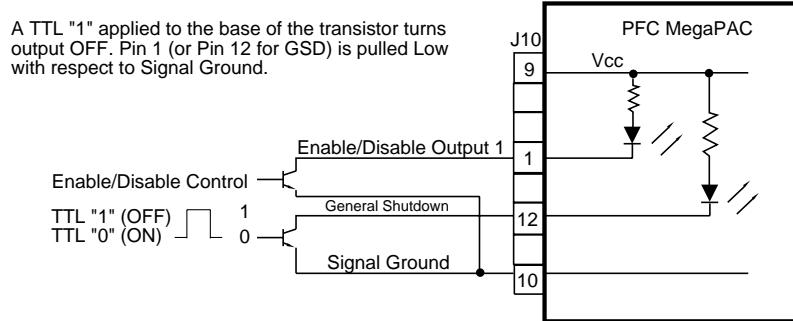 A TTL "1" applied to the base of the transistor turns
output OFF. Pin 1 (or Pin 12 for GSD) is pulled Low
with respect to Signal Ground.
J10
PFC MegaPAC
9
Vcc
Enable/Disable Output 1
1
Enable/Disable Control
General Shutdown
TTL "1" (OFF)
1
12
TTL "0" (ON)
0
Signal Ground
10